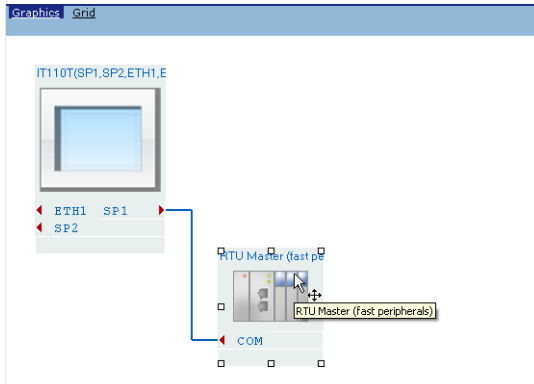 Graphics Grid
IT110T(SP1,SP2,ETH1,E
ETH1 SP1
SP2
RTU Master (fast pe
RTU Master (fast peripherals)
COM